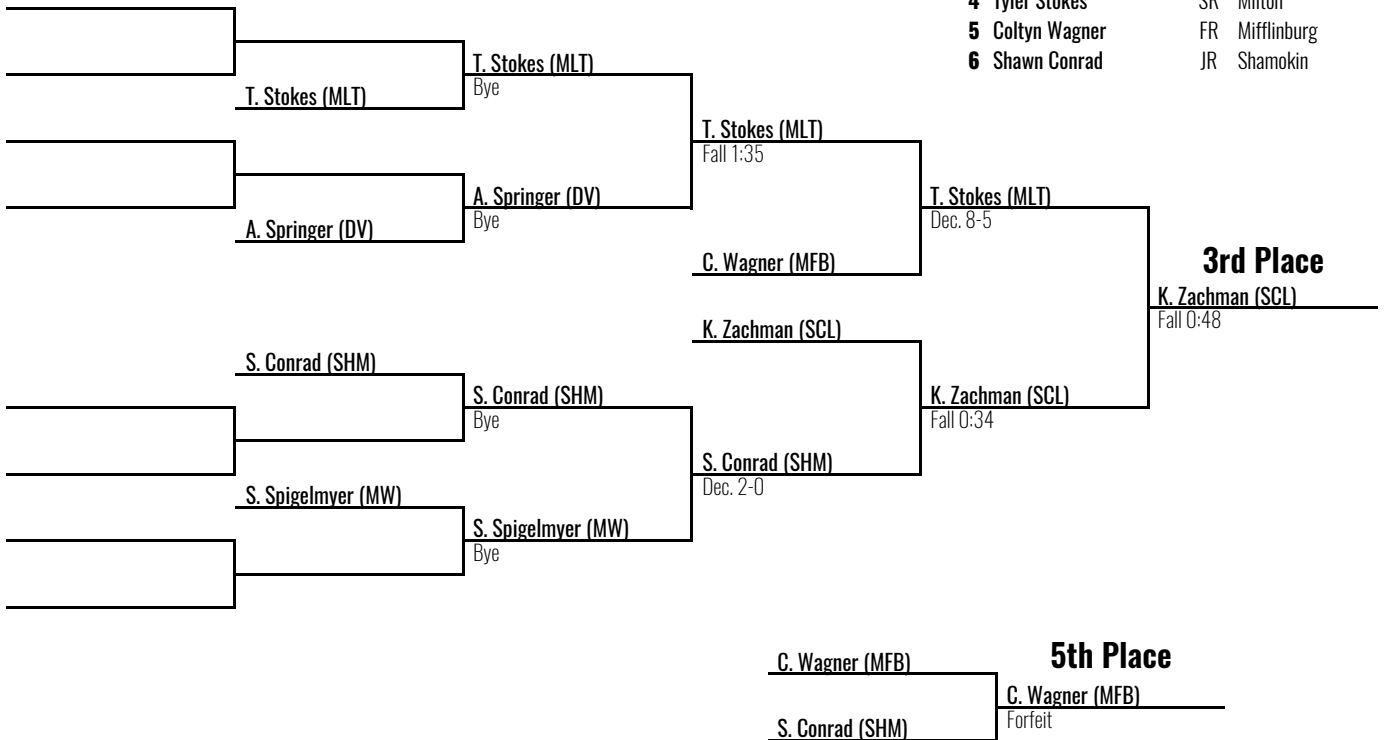 4 Tyler Stokes SR Milton
5 Coltyn Wagner FR Mifflinburg
6 Shawn Conrad JR Shamokin
T. Stokes (MLT)
T. Stokes (MLT)
Bye
T. Stokes (MLT)
Fall 1:35
A. Springer (DV)
Bye
A. Springer (DV)
T. Stokes (MLT)
Dec. 8-5
C. Wagner (MFB)
3rd Place
K. Zachman (SCL)
Fall 0:48
K. Zachman (SCL)
S. Conrad (SHM)
S. Conrad (SHM)
Bye
K. Zachman (SCL)
Fall 0:34
S. Conrad (SHM)
Dec. 2-0
S. Spigelmyer (MW)
S. Spigelmyer (MW)
Bye
5th Place
C. Wagner (MFB)
C. Wagner (MFB)
Forfeit
S. Conrad (SHM)